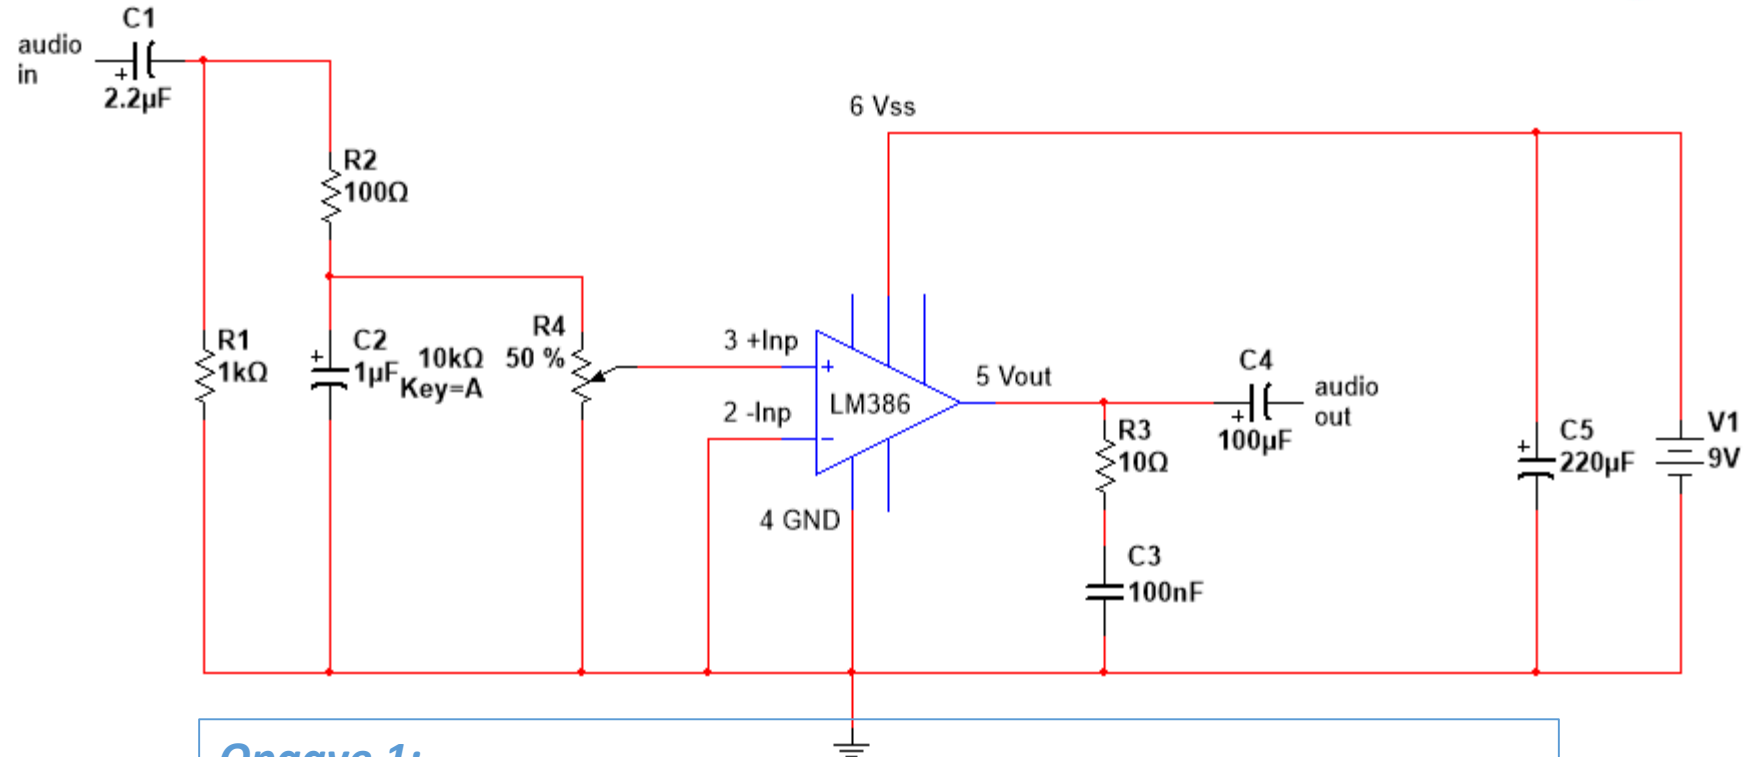 C1
audio
in
+
2.2µF
6 Vss
R2
100Ω
R1
1kΩ
+
C2
1µF
10kΩ
Key=A
R4
50 %
3 +Inp
+
2 -Inp
LM386
4 GND
5 Vout
C4
audio
out
+
100µF
R3
10Ω
C3
100nF
+
C5
220µF
V1
9V
Opgave 1: